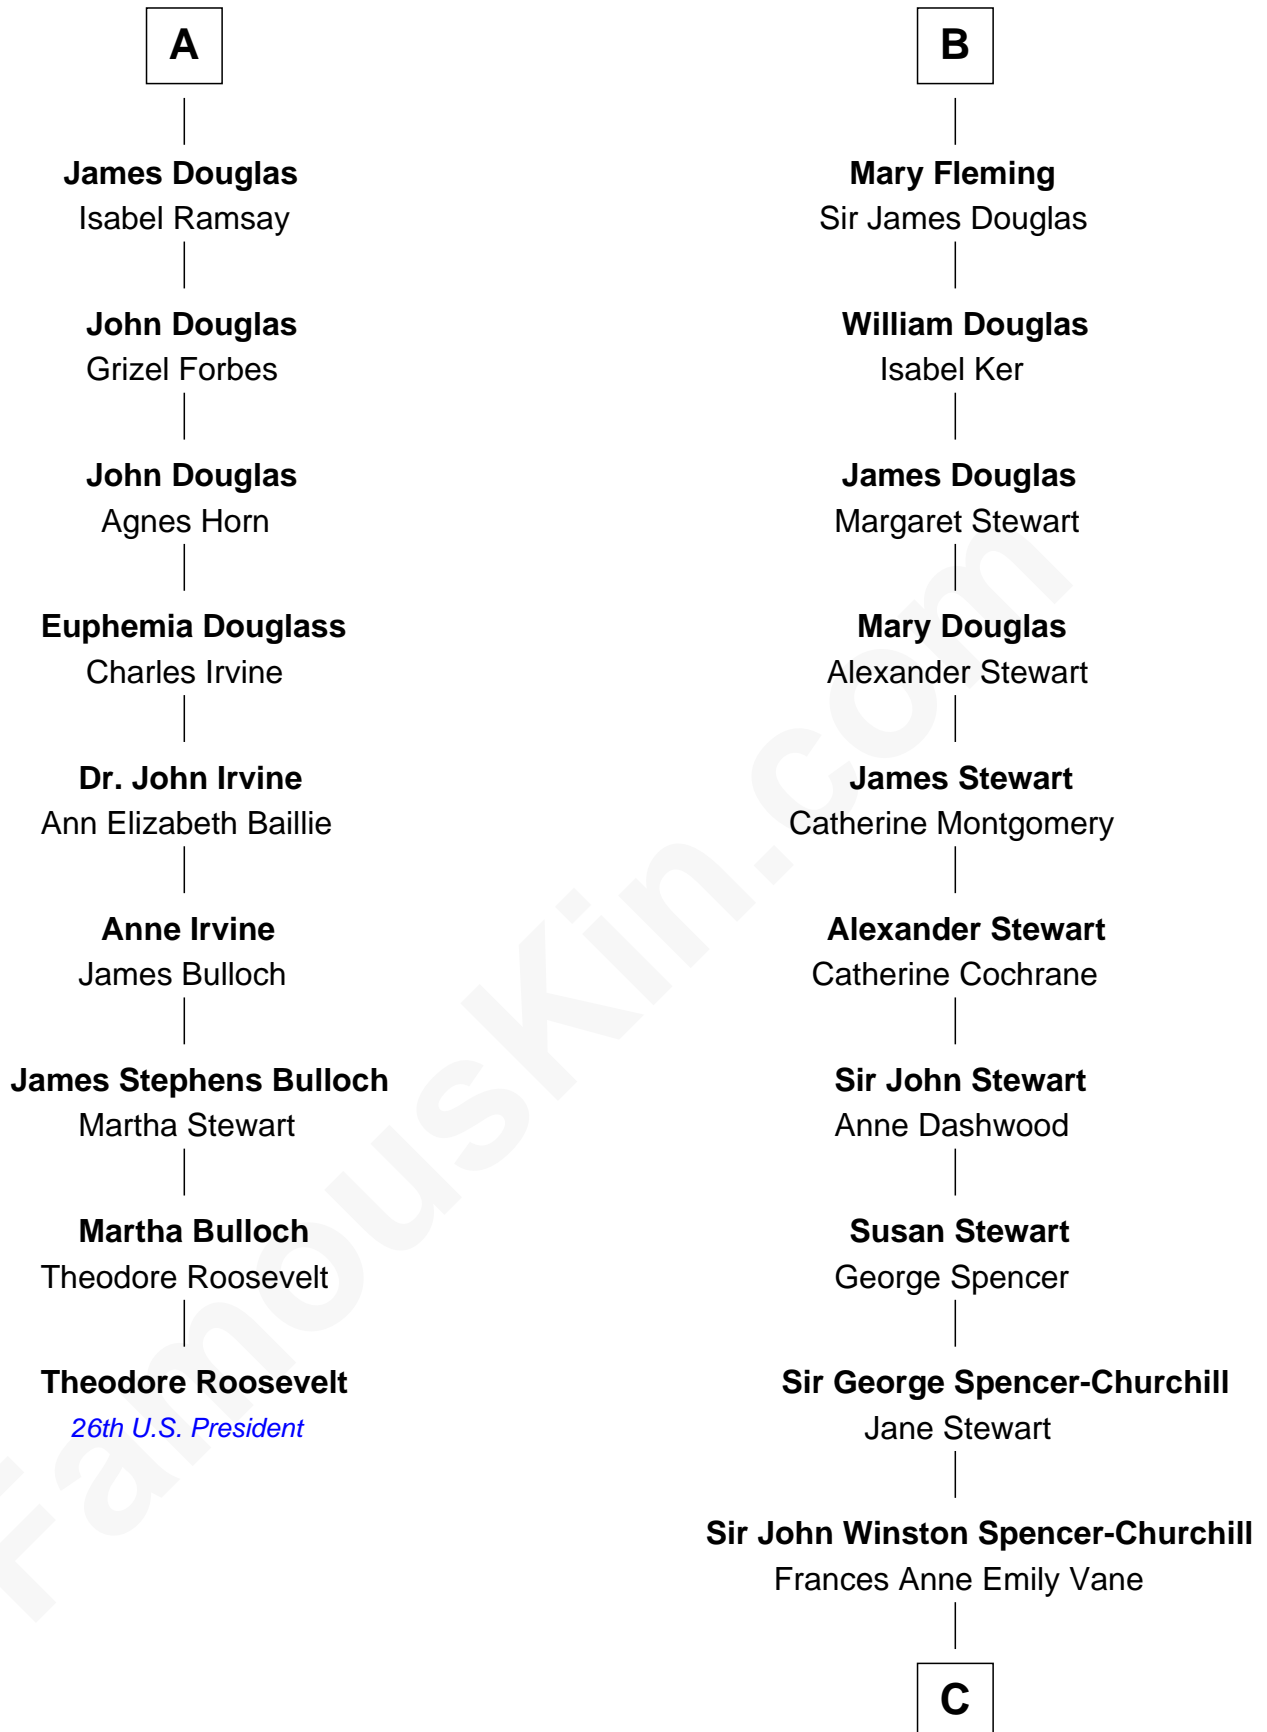 A
James Douglas
Isabel Ramsay
John Douglas
Grizel Forbes
John Douglas
Agnes Horn
Euphemia Douglass
Charles Irvine
Dr. John Irvine
Ann Elizabeth Baillie
Anne Irvine
James Bulloch
James Stephens Bulloch
Martha Stewart
Martha Bulloch
Theodore Roosevelt
Theodore Roosevelt
26th U.S. President
B
Mary Fleming
Sir James Douglas
William Douglas
Isabel Ker
James Douglas
Margaret Stewart
Mary Douglas
Alexander Stewart
James Stewart
Catherine Montgomery
Alexander Stewart
Catherine Cochrane
Sir John Stewart
Anne Dashwood
Susan Stewart
George Spencer
Sir George Spencer-Churchill
Jane Stewart
Sir John Winston Spencer-Churchill
Frances Anne Emily Vane
C
FamousKin.com